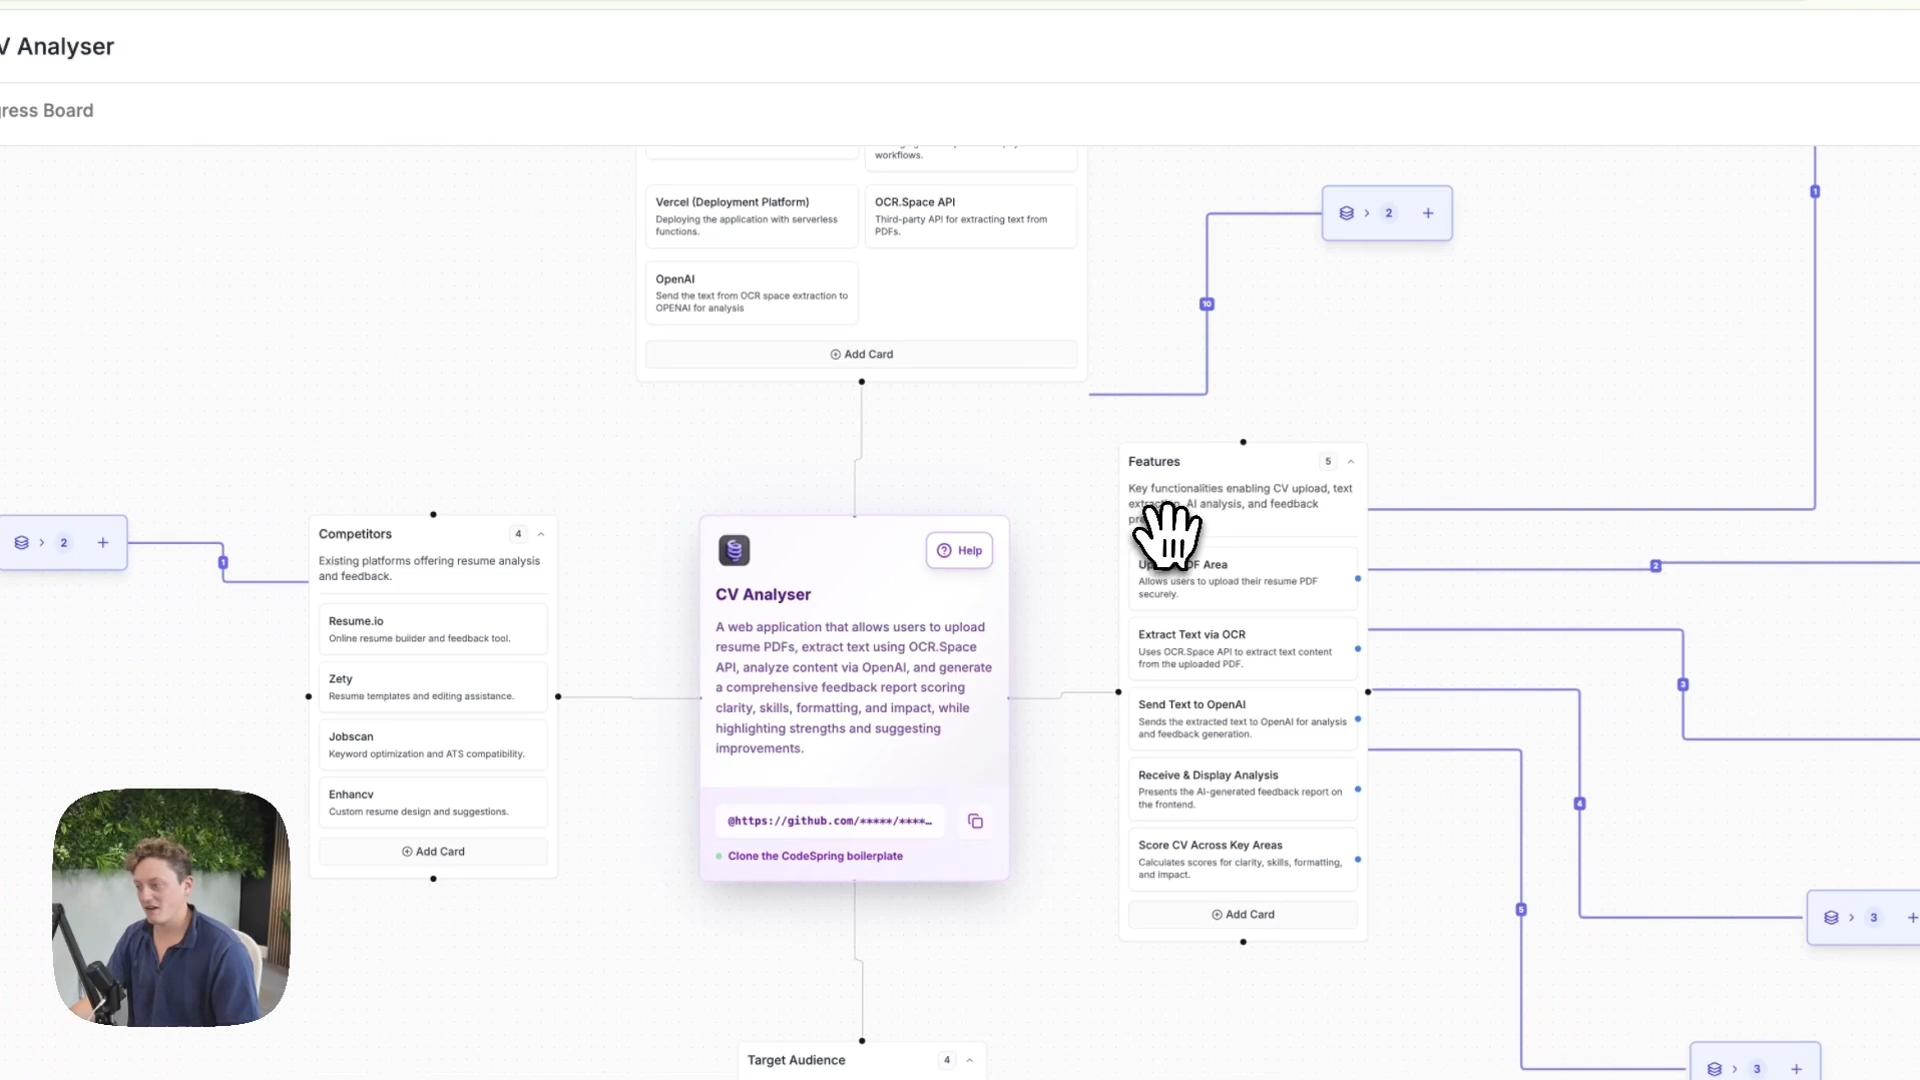 V Analyser
gress Board
workflows.
Vercel (Deployment Platform)
Deploying the application with serverless
functions.
OCR.Space API
Third-party API for extracting text from
PDFs.
OpenAI
Send the text from OCR space extraction to
OPENAI for analysis
Add Card
2
1
10
Competitors
4
Existing platforms offering resume analysis
and feedback.
Resume.io
Online resume builder and feedback tool.
Zety
Resume templates and editing assistance.
Jobscan
Keyword optimization and ATS compatibility.
Enhancv
Custom resume design and suggestions.
Add Card
2
1
Help
CV Analyser
A web application that allows users to upload
resume PDFs, extract text using OCR.Space
API, analyze content via OpenAI, and generate
a comprehensive feedback report scoring
clarity, skills, formatting, and impact, while
highlighting strengths and suggesting
improvements.
@https://github.com/*****/****…
Clone the CodeSpring boilerplate
Features
5
Key functionalities enabling CV upload, text
AI analysis, and feedback
Area
Allows users to upload their resume PDF
securely.
Extract Text via OCR
Uses OCR.Space API to extract text content
from the uploaded PDF.
Send Text to OpenAI
Sends the extracted text to OpenAI for analysis
and feedback generation.
Receive & Display Analysis
Presents the AI-generated feedback report on
the frontend.
Score CV Across Key Areas
Calculates scores for clarity, skills, formatting,
and impact.
Add Card
2
3
4
5
3
3
Target Audience
4